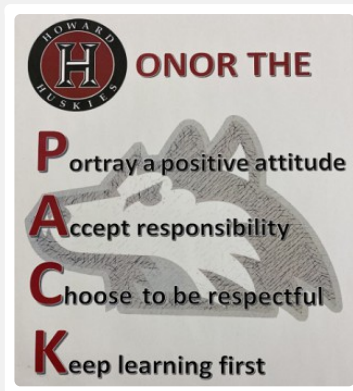 HOWARD
H ONOR THE
HUSKIES
Portray a positive attitude
Accept responsibility
Choose to be respectful
Keep learning first